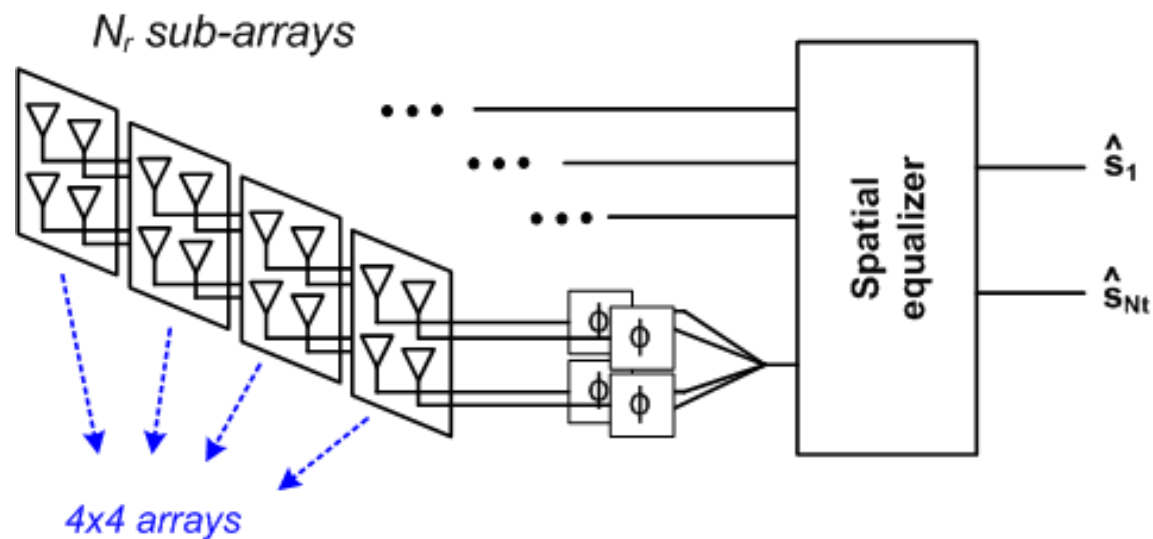 Nr sub-arrays
Spatial
equalizer
ŝ1
ŝNt
ϕ
ϕ
ϕ
ϕ
4x4 arrays